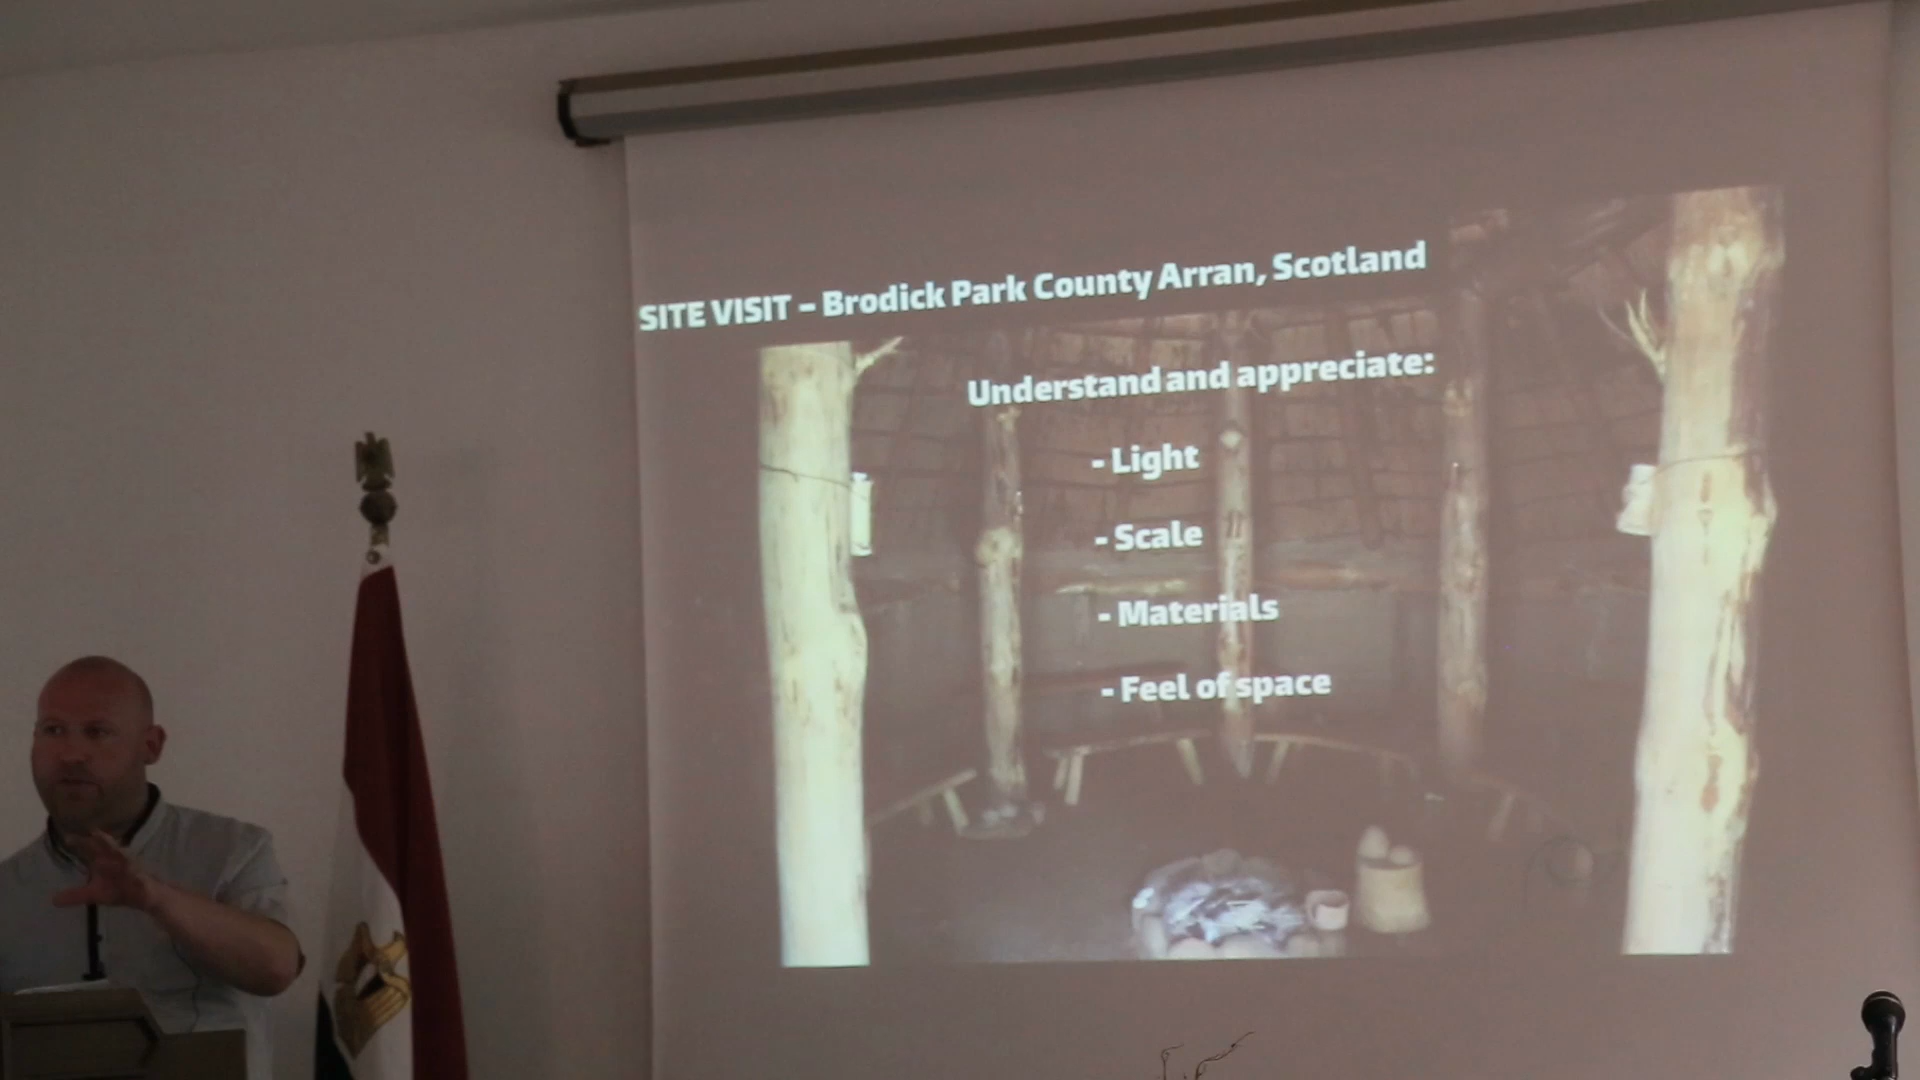 SITE VISIT – Brodick Park County Arran, Scotland
Understand and appreciate:
- Light
- Scale
- Materials
- Feel of space